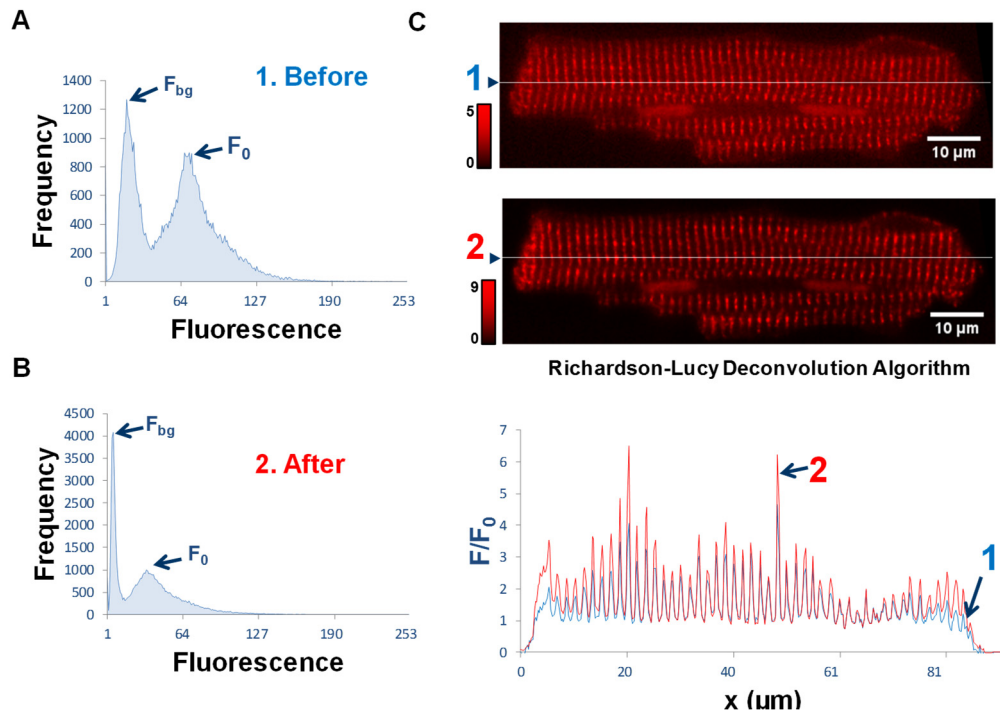 A
1. Before
1400
1200
1000
800
600
400
200
0
Frequency
Fbg
F0
1
64
127
190
253
Fluorescence
B
2. After
4500
4000
3500
3000
2500
2000
1500
1000
500
0
Frequency
Fbg
F0
1
64
127
190
253
Fluorescence
C
1
5
0
10 µm
2
9
0
10 µm
Richardson-Lucy Deconvolution Algorithm
7
6
5
4
3
2
1
0
F/F0
2
1
0
20
40
61
81
x (µm)